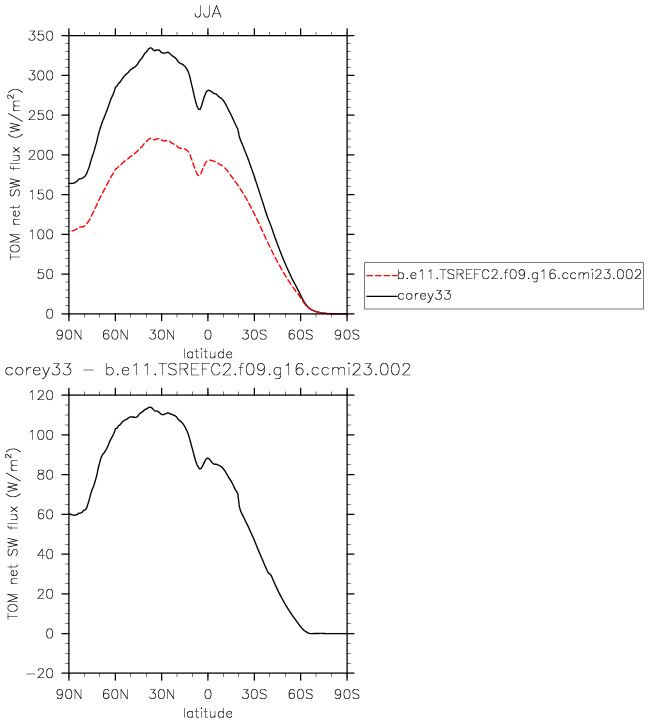 JJA
350
300
250
200
150
100
50
0
TOM net SW flux (W/m²)
90N 60N 30N 0 30S 60S 90S
latitude
b.e11.TSREFC2.f09.g16.ccmi23.002
corey33
corey33 − b.e11.TSREFC2.f09.g16.ccmi23.002
120
100
80
60
40
20
0
−20
TOM net SW flux (W/m²)
90N 60N 30N 0 30S 60S 90S
latitude